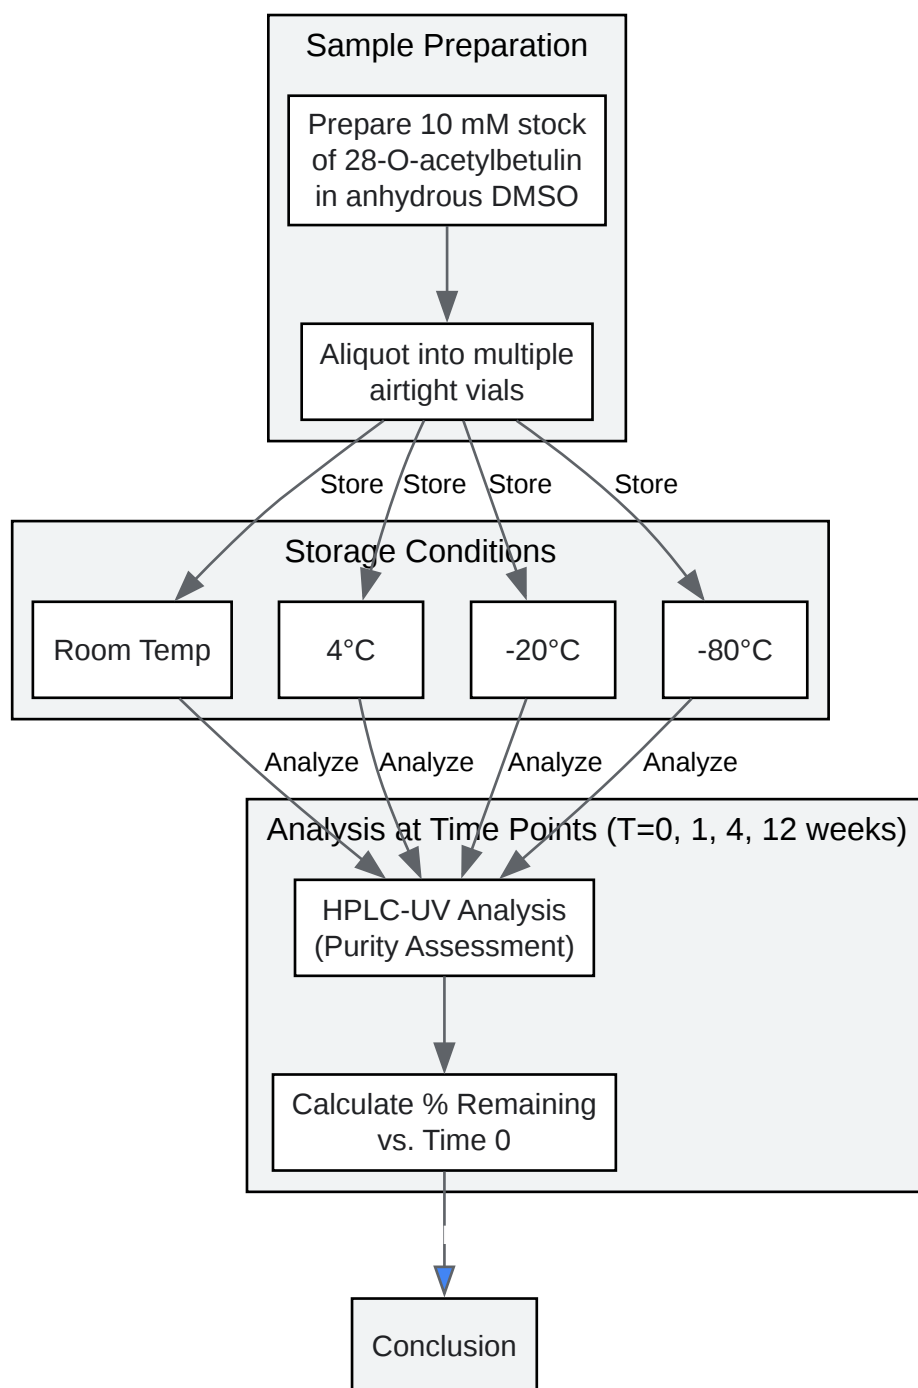 Sample Preparation
Prepare 10 mM stock
of 28-O-acetylbetulin
in anhydrous DMSO
Aliquot into multiple
airtight vials
Store
Store
Store
Store
Storage Conditions
Room Temp
4°C
-20°C
-80°C
Analyze
Analyze
Analyze
Analyze
Analysis at Time Points (T=0, 1, 4, 12 weeks)
HPLC-UV Analysis
(Purity Assessment)
Calculate % Remaining
vs. Time 0
Conclusion